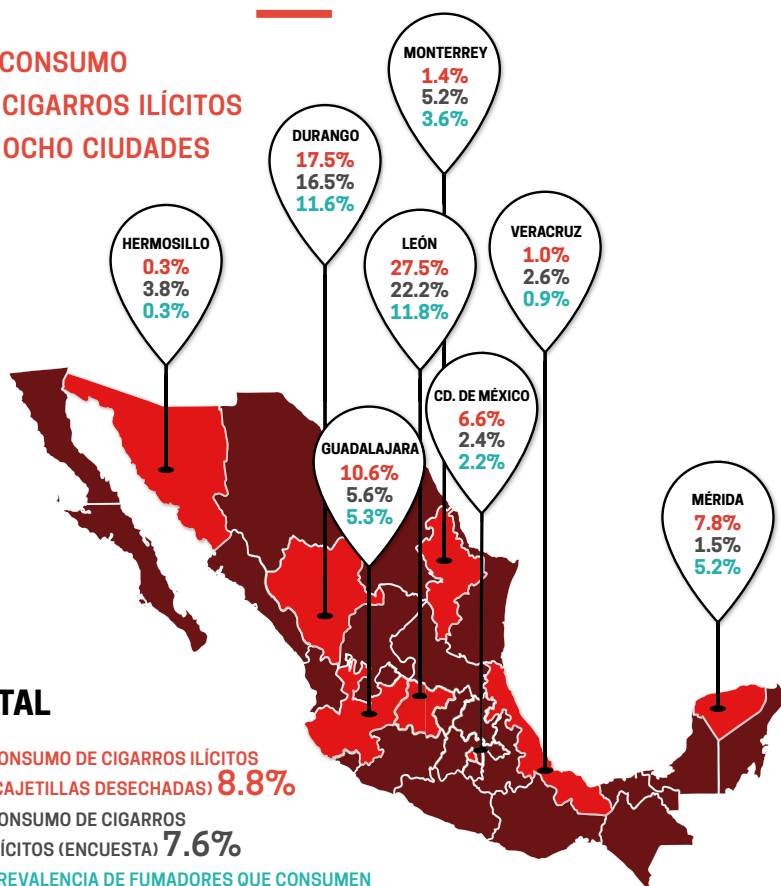 CONSUMO
CIGARROS ILÍCITOS
OCHO CIUDADES
MONTERREY
1.4%
5.2%
3.6%
DURANGO
17.5%
16.5%
11.6%
HERMOSILLO
0.3%
3.8%
0.3%
LEÓN
27.5%
22.2%
11.8%
VERACRUZ
1.0%
2.6%
0.9%
CD. DE MÉXICO
6.6%
2.4%
2.2%
GUADALAJARA
10.6%
5.6%
5.3%
MÉRIDA
7.8%
1.5%
5.2%
TAL
ONSUMO DE CIGARROS ILÍCITOS
CAJETILLAS DESECHADAS) 8.8%
ONSUMO DE CIGARROS
ÍCITOS (ENCUESTA) 7.6%
REVALENCIA DE FUMADORES QUE CONSUMEN